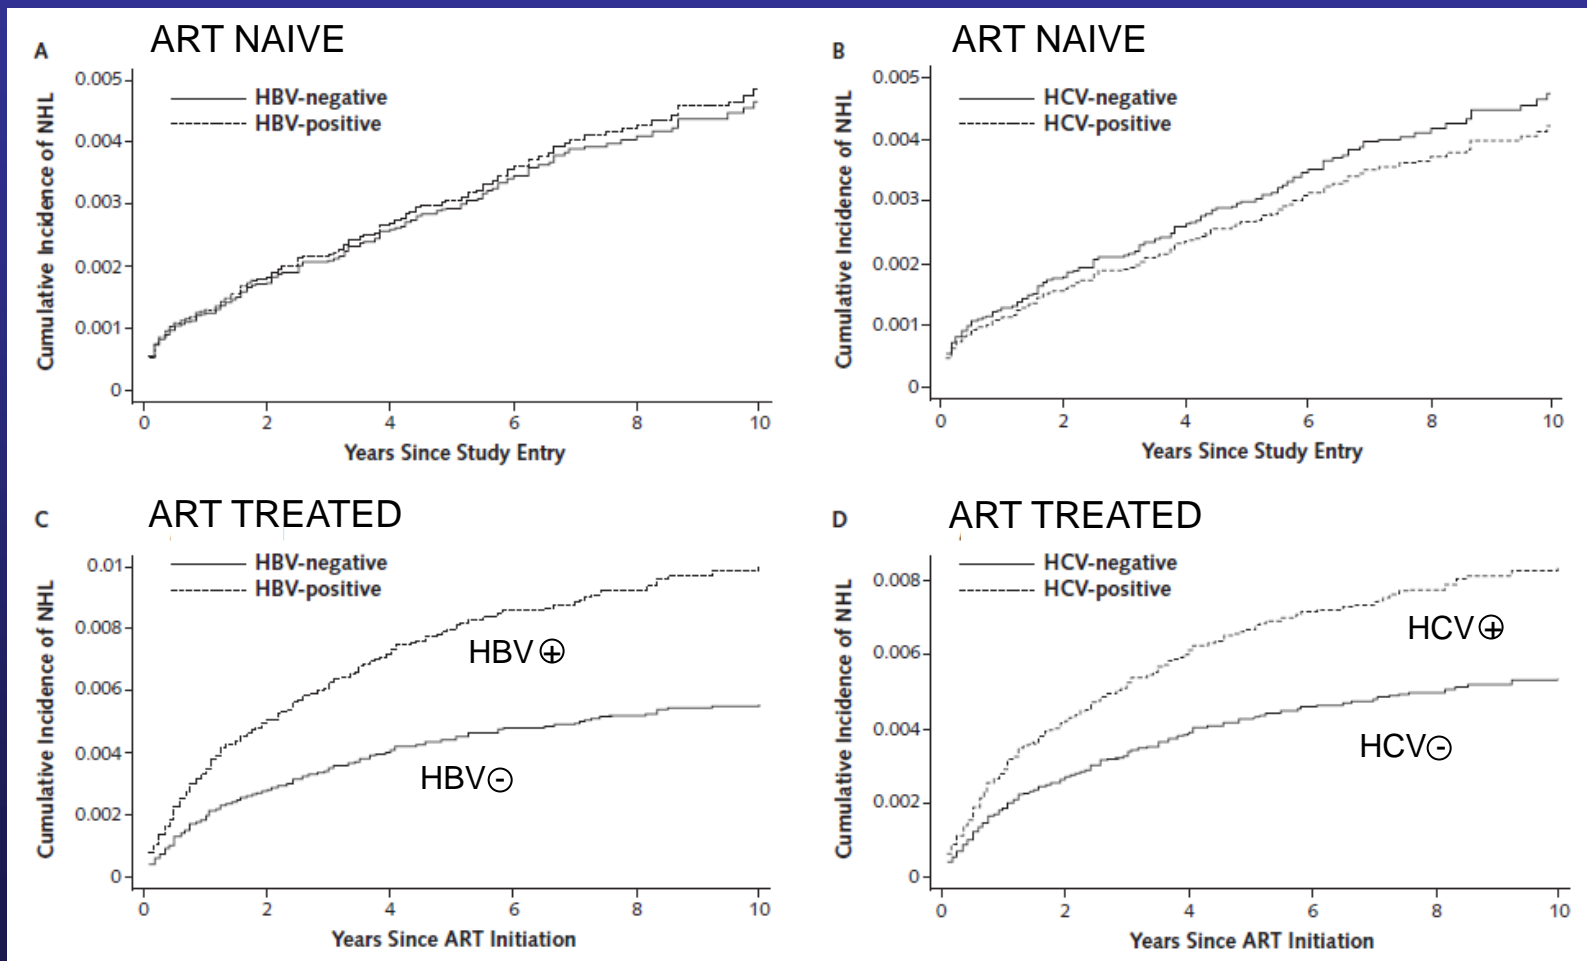 A ART NAIVE
HBV-negative
HBV-positive
Cumulative Incidence of NHL
0.005
0.004
0.003
0.002
0.001
0
0 2 4 6 8 10
Years Since Study Entry
B ART NAIVE
HCV-negative
HCV-positive
Cumulative Incidence of NHL
0.005
0.004
0.003
0.002
0.001
0
0 2 4 6 8 10
Years Since Study Entry
C ART TREATED
HBV-negative
HBV-positive
Cumulative Incidence of NHL
0.01
0.008
0.006
0.004
0.002
0
HBV⊕
HBV⊖
0 2 4 6 8 10
Years Since ART Initiation
D ART TREATED
HCV-negative
HCV-positive
Cumulative Incidence of NHL
0.008
0.006
0.004
0.002
0
HCV⊕
HCV⊖
0 2 4 6 8 10
Years Since ART Initiation